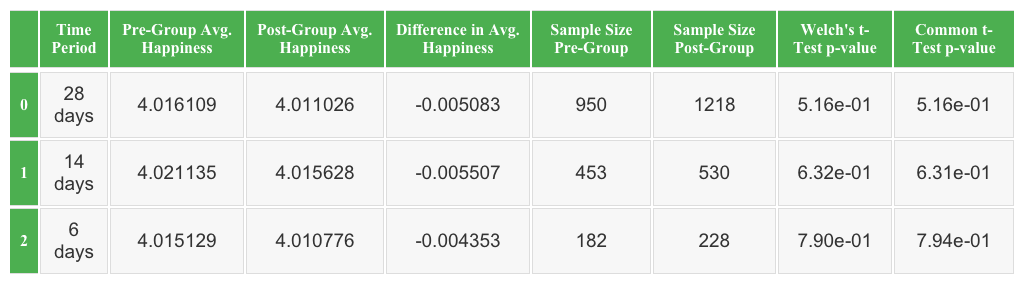 Time Period Pre-Group Avg. Happiness Post-Group Avg. Happiness Difference in Avg. Happiness Sample Size Pre-Group Sample Size Post-Group Welch's t-Test p-value Common t-Test p-value
0 28 days 4.016109 4.011026 -0.005083 950 1218 5.16e-01 5.16e-01
1 14 days 4.021135 4.015628 -0.005507 453 530 6.32e-01 6.31e-01
2 6 days 4.015129 4.010776 -0.004353 182 228 7.90e-01 7.94e-01